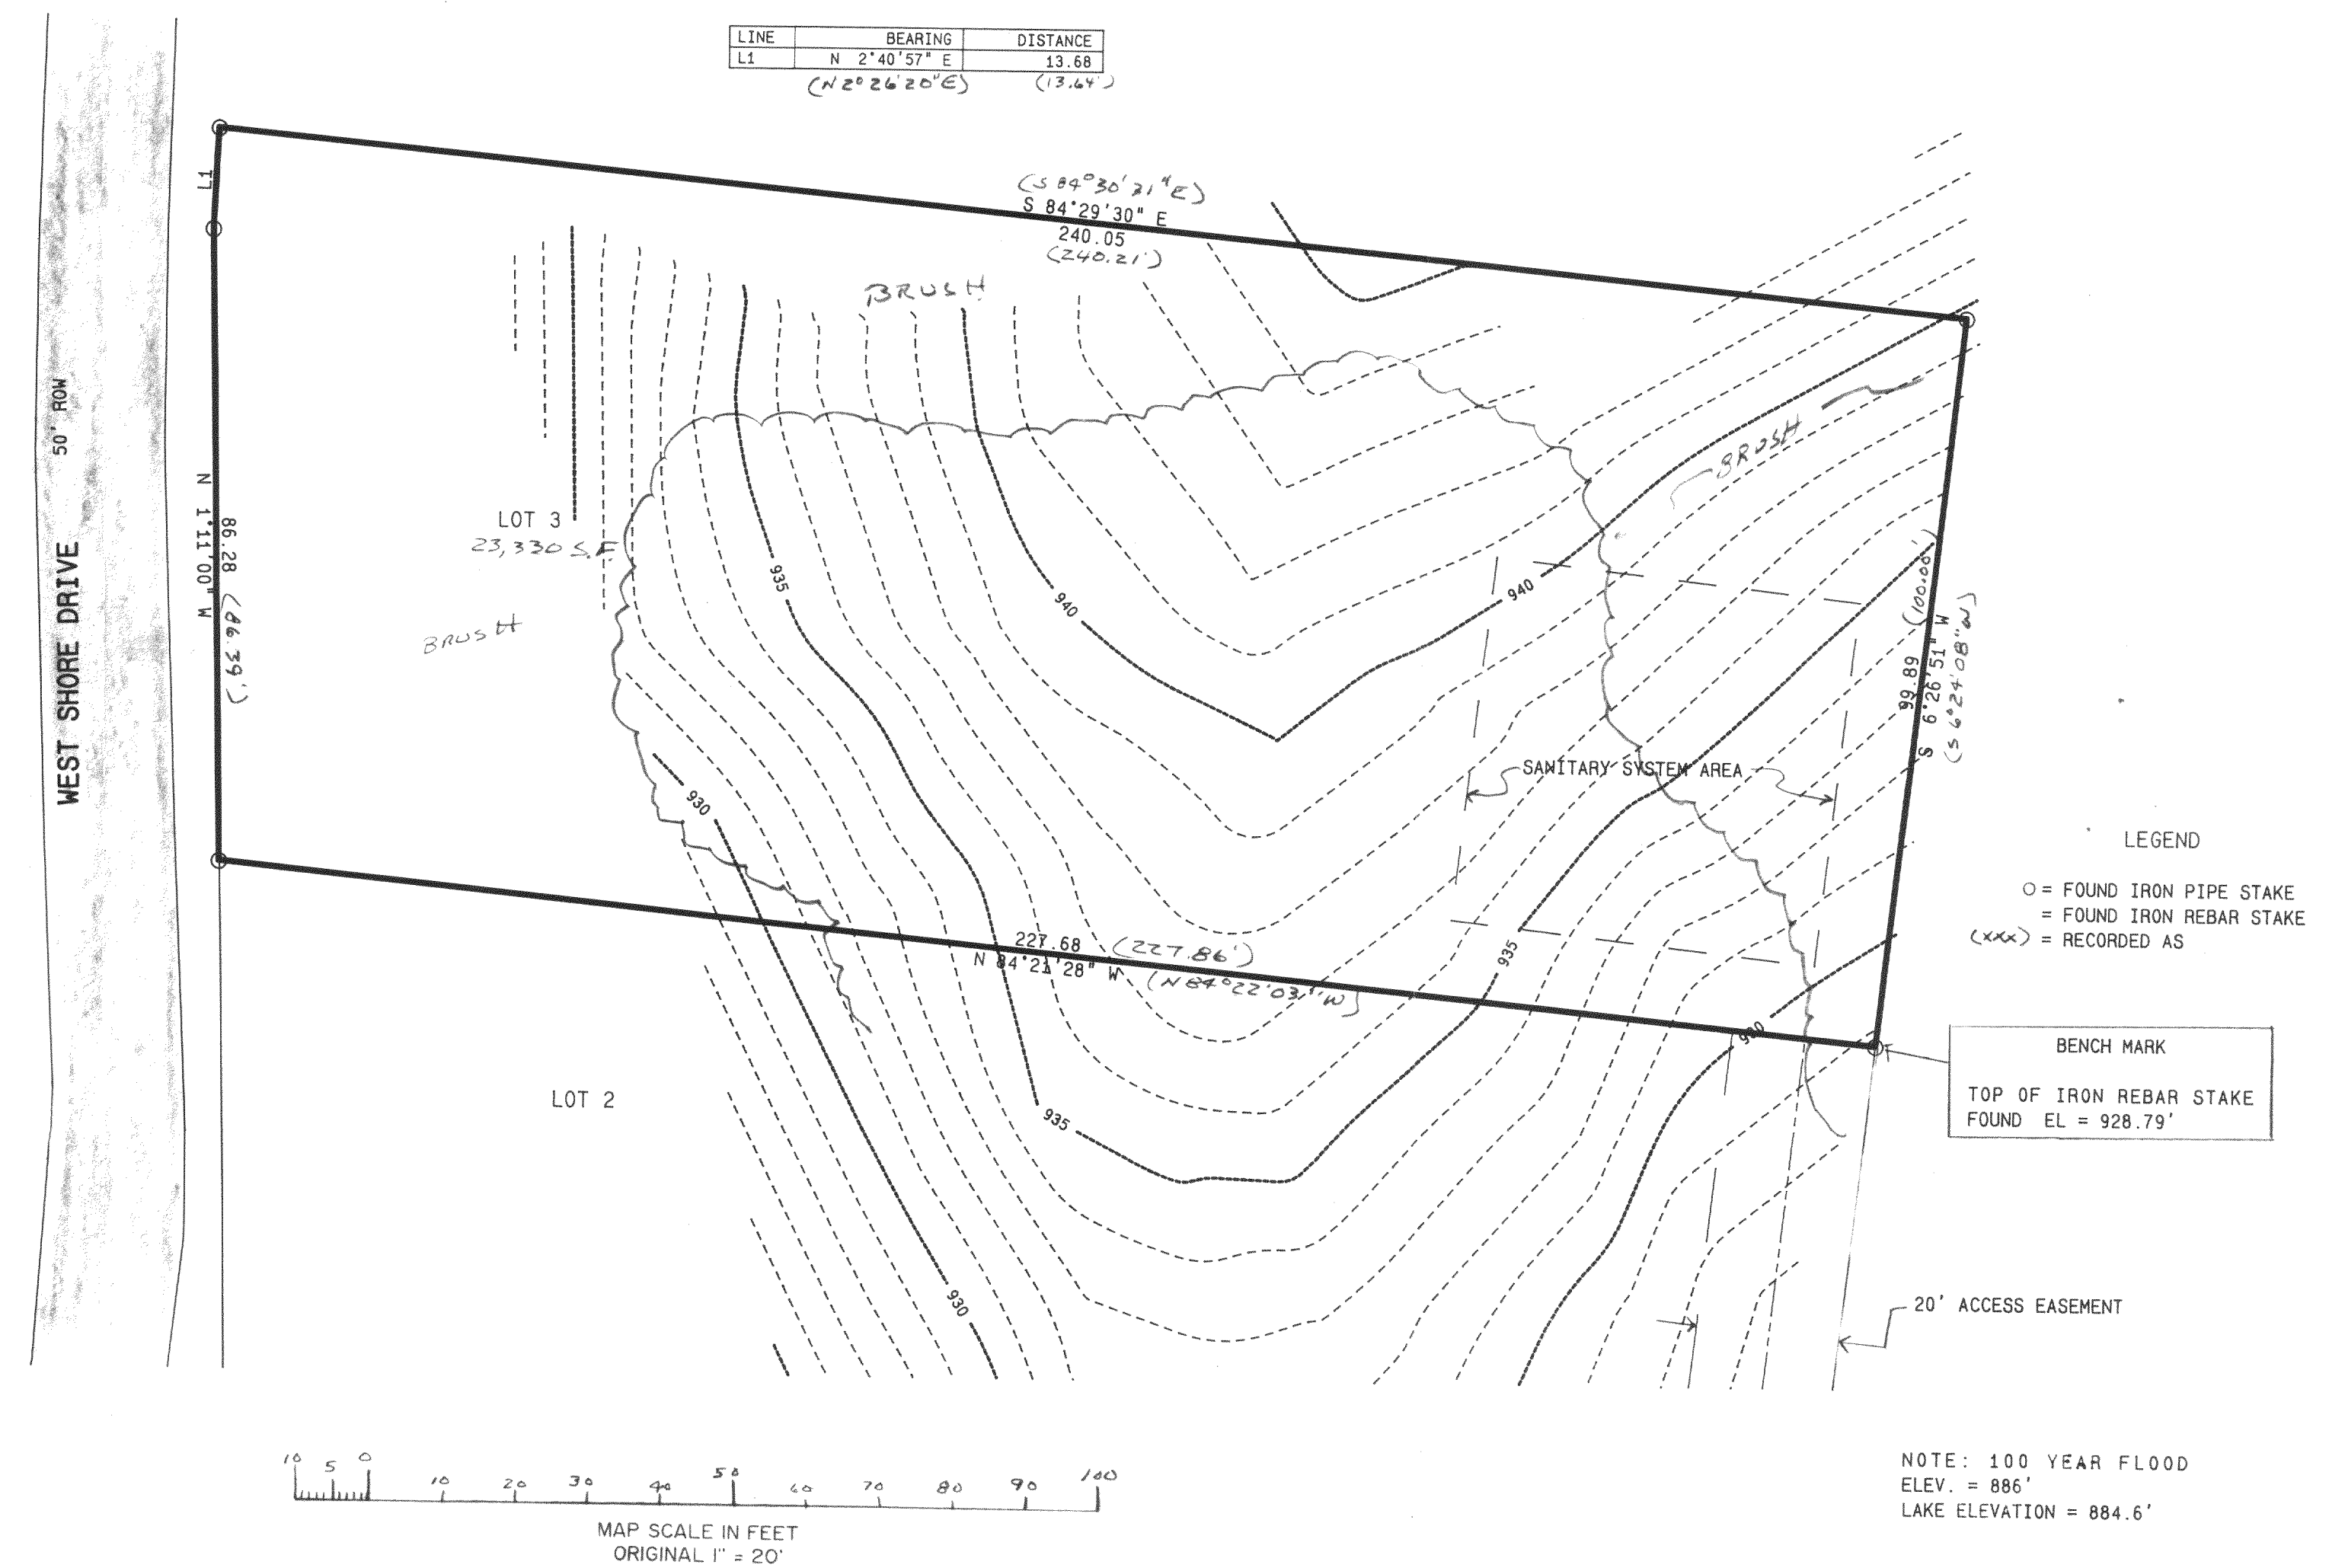 LINE BEARING DISTANCE
L1 N 2°40'57" E 13.68
(N 2° 26' 20" E) (13.64')
L1
(S 84° 30' 21" E)
S 84°29'30" E
240.05
(240.21')
BRUSH
WEST SHORE DRIVE 50' ROW
N 1°11'00" W
86.28 (86.39')
LOT 3
23,330 S.F.
BRUSH
BRUSH
935
940
940
930
935
935
930
930
SANITARY SYSTEM AREA
99.89 (100.00')
S 6°26'51" W
(S 6° 24' 08" W)
227.68 (227.86')
N 84°21'28" W (N 84° 22' 03" W)
LOT 2
LEGEND
O = FOUND IRON PIPE STAKE
= FOUND IRON REBAR STAKE
(xxx) = RECORDED AS
BENCH MARK
TOP OF IRON REBAR STAKE
FOUND EL = 928.79'
20' ACCESS EASEMENT
10 5 0 10 20 30 40 50 60 70 80 90 100
MAP SCALE IN FEET
ORIGINAL 1" = 20'
NOTE: 100 YEAR FLOOD
ELEV. = 886'
LAKE ELEVATION = 884.6'